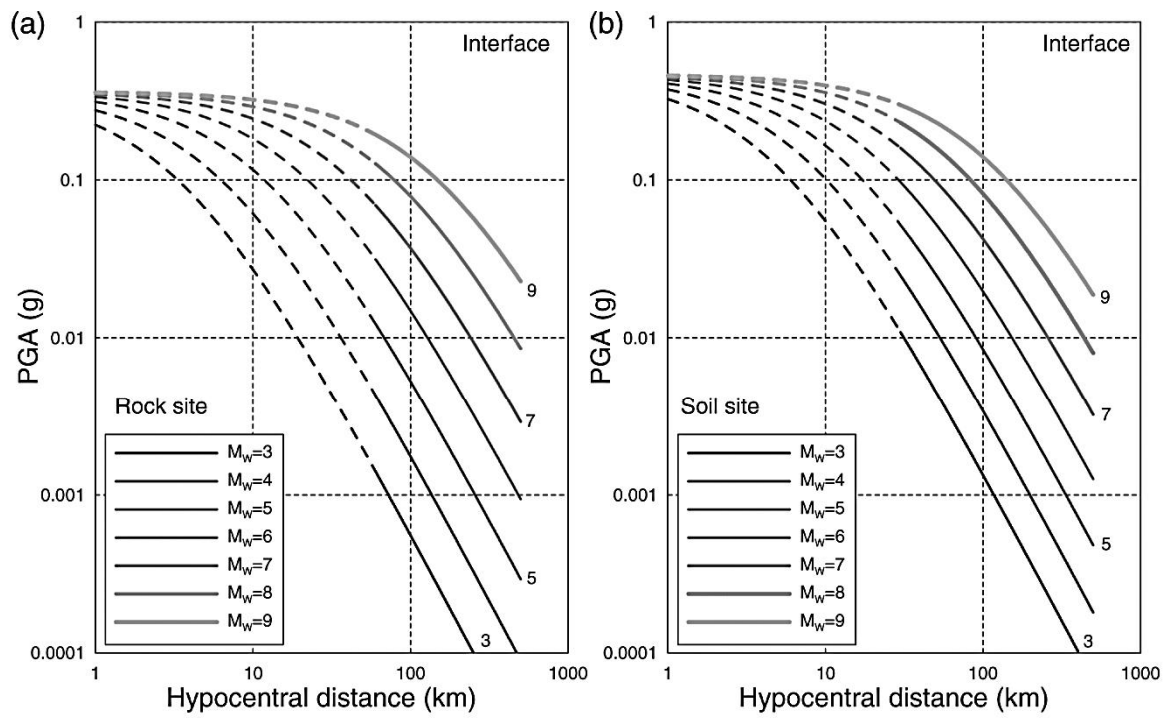 (a)
Interface
1
0.1
0.01
0.001
0.0001
PGA (g)
9
7
5
3
Rock site
Mw=3
Mw=4
Mw=5
Mw=6
Mw=7
Mw=8
Mw=9
1
10
100
1000
Hypocentral distance (km)
(b)
Interface
1
0.1
0.01
0.001
0.0001
PGA (g)
9
7
5
3
Soil site
Mw=3
Mw=4
Mw=5
Mw=6
Mw=7
Mw=8
Mw=9
1
10
100
1000
Hypocentral distance (km)